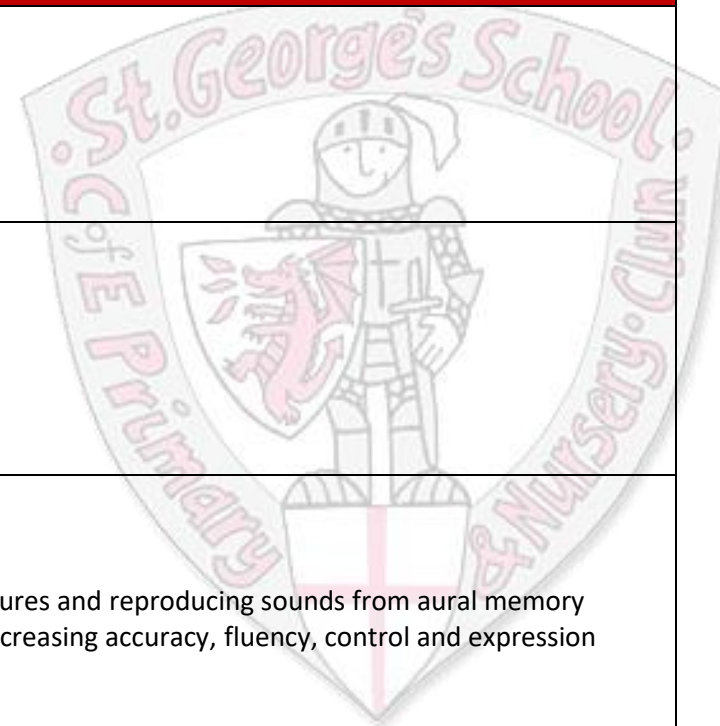 St. George's School
C of E Primary
& Nursery · Clun
ures and reproducing sounds from aural memory
creasing accuracy, fluency, control and expression